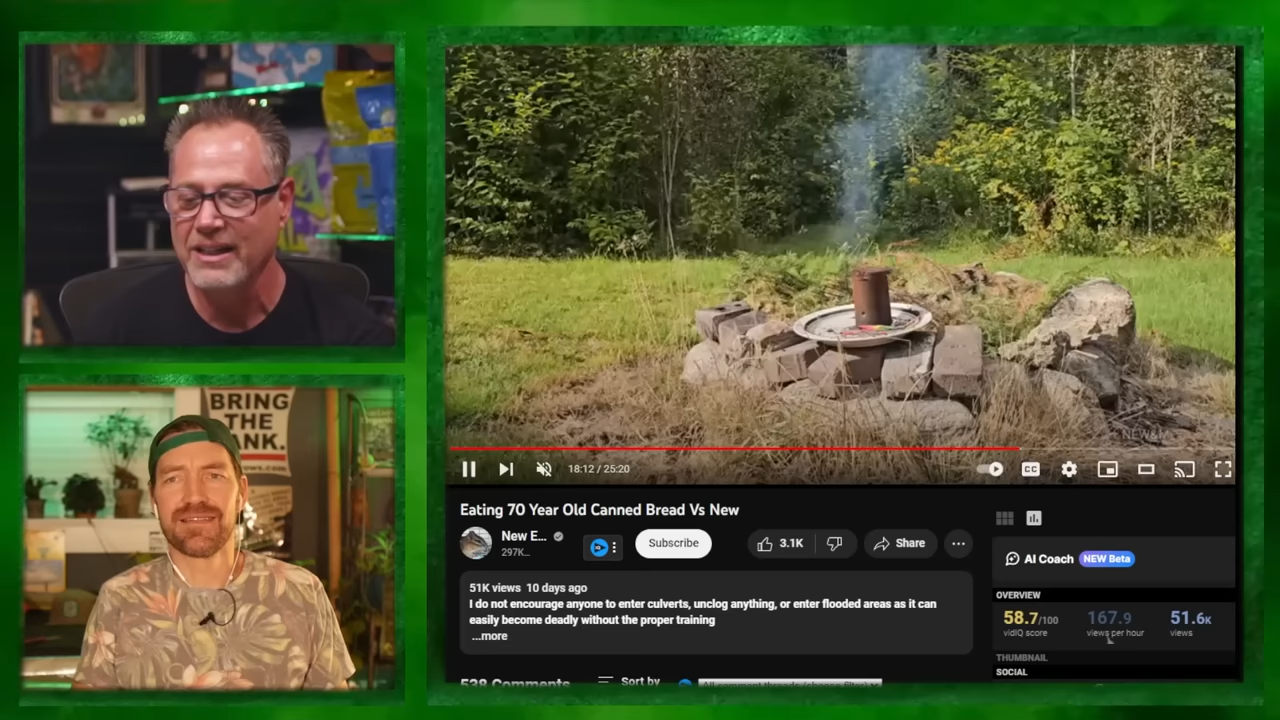 BRING
THE
18:12 / 25:20
CC
Eating 70 Year Old Canned Bread Vs New
New E...
297K...
Subscribe
3.1K
Share
51K views 10 days ago
I do not encourage anyone to enter culverts, unclog anything, or enter flooded areas as it can
easily become deadly without the proper training
...more
538 Comments
Sort by
AI Coach NEW Beta
OVERVIEW
58.7/100
vidIQ score
167.9
views per hour
51.6K
views
THUMBNAIL
SOCIAL